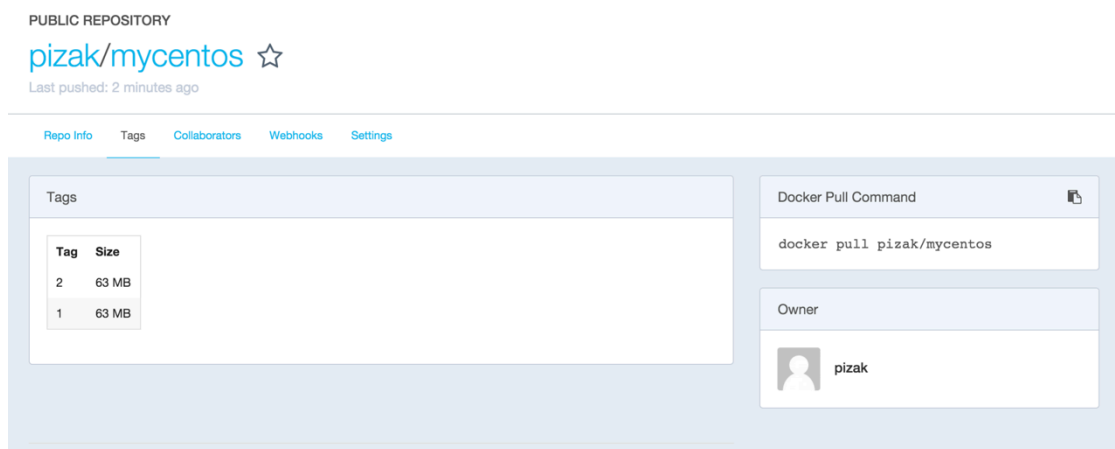 PUBLIC REPOSITORY
pizak/mycentos
Last pushed: 2 minutes ago
Repo Info Tags Collaborators Webhooks Settings
Tags
Tag Size
2 63 MB
1 63 MB
Docker Pull Command
docker pull pizak/mycentos
Owner
pizak